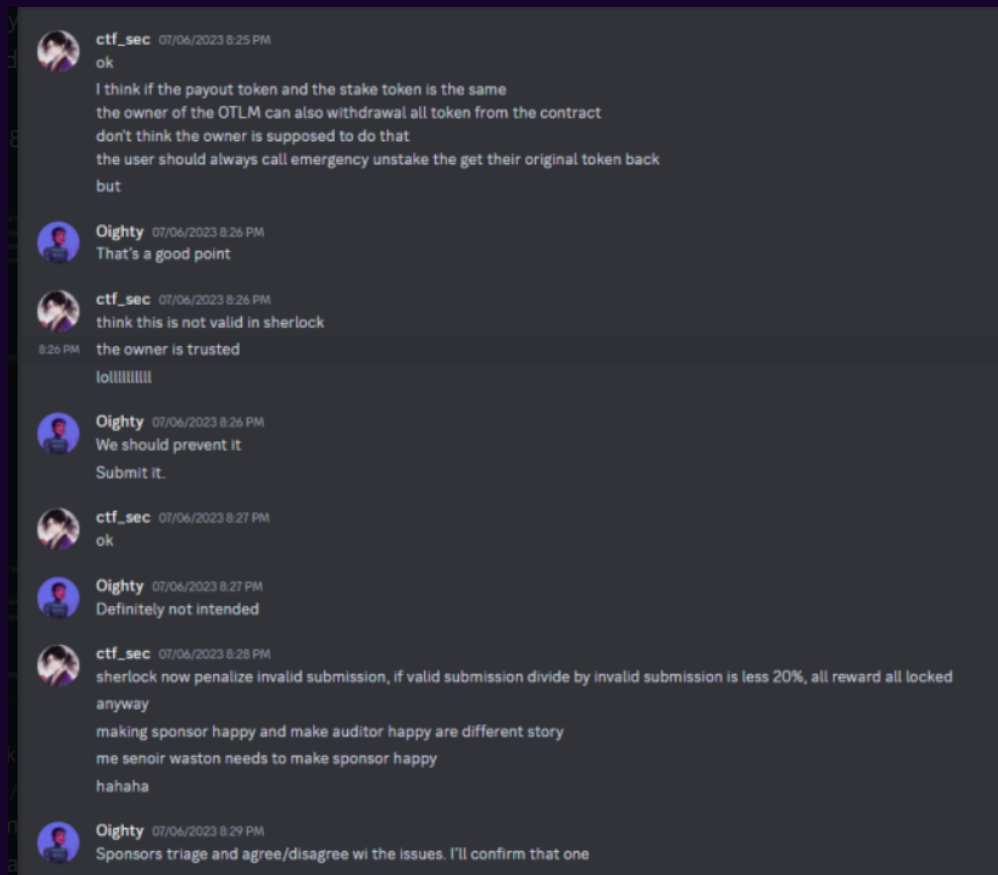 ctf_sec 07/06/2023 8:25 PM
ok
I think if the payout token and the stake token is the same
the owner of the OTLM can also withdrawal all token from the contract
don't think the owner is supposed to do that
the user should always call emergency unstake the get their original token back
but
Oighty 07/06/2023 8:26 PM
That's a good point
ctf_sec 07/06/2023 8:26 PM
think this is not valid in sherlock
8:26 PM the owner is trusted
lolllllllllll
Oighty 07/06/2023 8:26 PM
We should prevent it
Submit it.
ctf_sec 07/06/2023 8:27 PM
ok
Oighty 07/06/2023 8:27 PM
Definitely not intended
ctf_sec 07/06/2023 8:28 PM
sherlock now penalize invalid submission, if valid submission divide by invalid submission is less 20%, all reward all locked
anyway
making sponsor happy and make auditor happy are different story
me senoir waston needs to make sponsor happy
hahaha
Oighty 07/06/2023 8:29 PM
Sponsors triage and agree/disagree wi the issues. I'll confirm that one